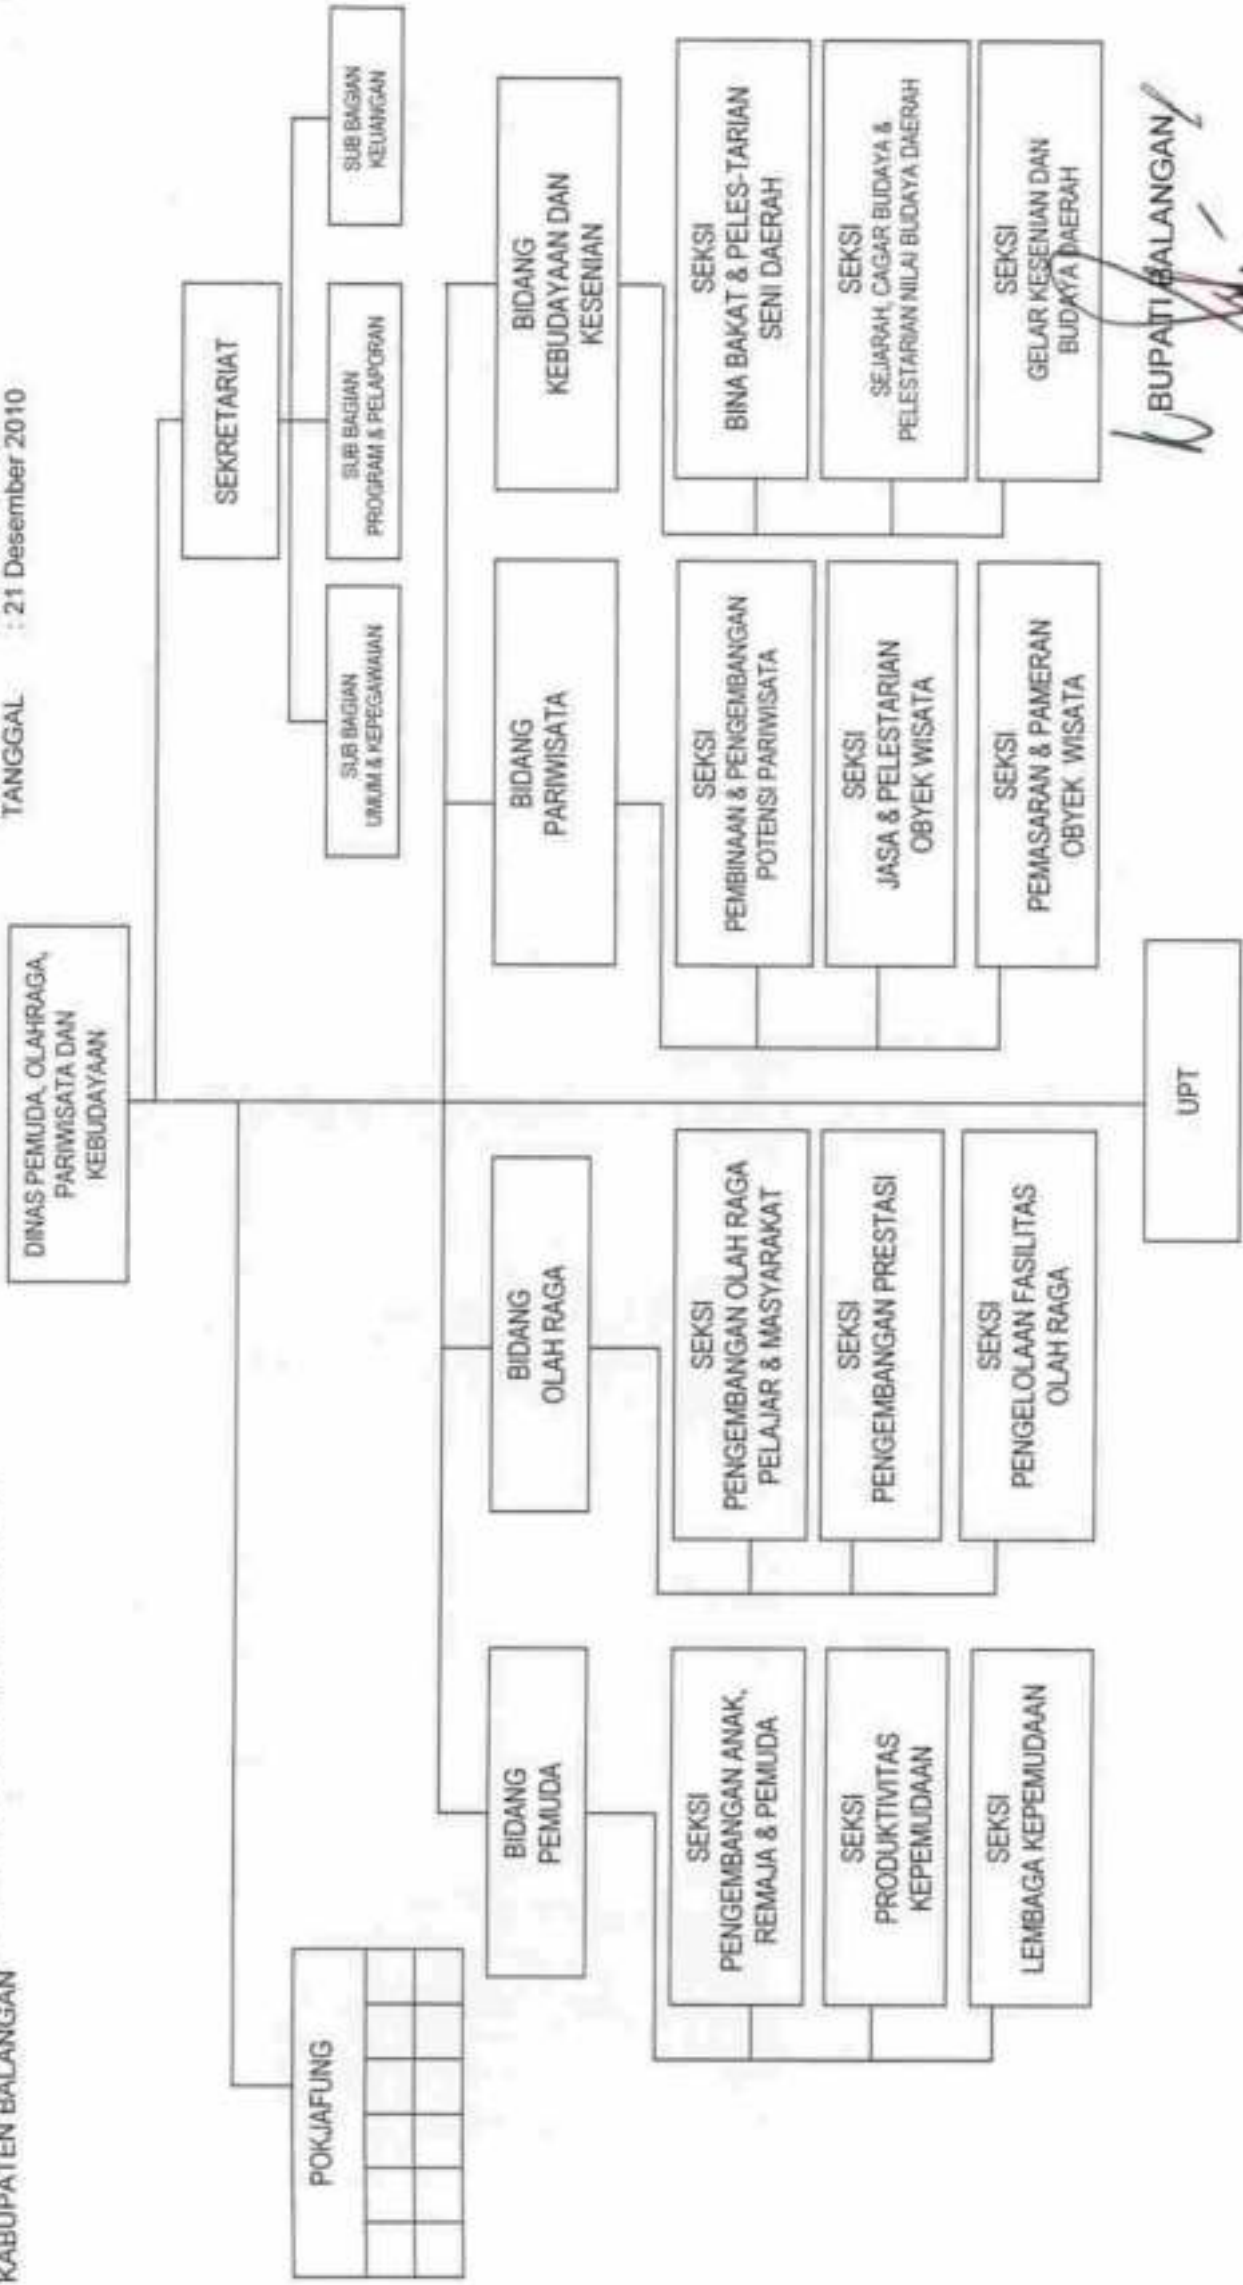 KABUPATEN BALANGAN
TANGGAL : 21 Desember 2010
DINAS PEMUDA, OLAHRAGA,
PARIWISATA DAN
KEBUDAYAAN
SEKRETARIAT
POKJAFUNG
SUB BAGIAN
UMUM & KEPEGAWAIAN
SUB BAGIAN
PROGRAM & PELAPORAN
SUB BAGIAN
KEUANGAN
BIDANG
PEMUDA
BIDANG
OLAH RAGA
BIDANG
PARIWISATA
BIDANG
KEBUDAYAAN DAN
KESENIAN
SEKSI
PENGEMBANGAN ANAK,
REMAJA & PEMUDA
SEKSI
PENGEMBANGAN OLAH RAGA
PELAJAR & MASYARAKAT
SEKSI
PEMBINAAN & PENGEMBANGAN
POTENSI PARIWISATA
SEKSI
BINA BAKAT & PELES-TARIAN
SENI DAERAH
SEKSI
PRODUKTIVITAS
KEPEMUDAAN
SEKSI
PENGEMBANGAN PRESTASI
SEKSI
JASA & PELESTARIAN
OBYEK WISATA
SEKSI
SEJARAH, CAGAR BUDAYA &
PELESTARIAN NILAI BUDAYA DAERAH
SEKSI
LEMBAGA KEPEMUDAAN
SEKSI
PENGELOLAAN FASILITAS
OLAH RAGA
SEKSI
PEMASARAN & PAMERAN
OBYEK WISATA
SEKSI
GELAR KESENIAN DAN
BUDAYA DAERAH
UPT
BUPATI BALANGAN